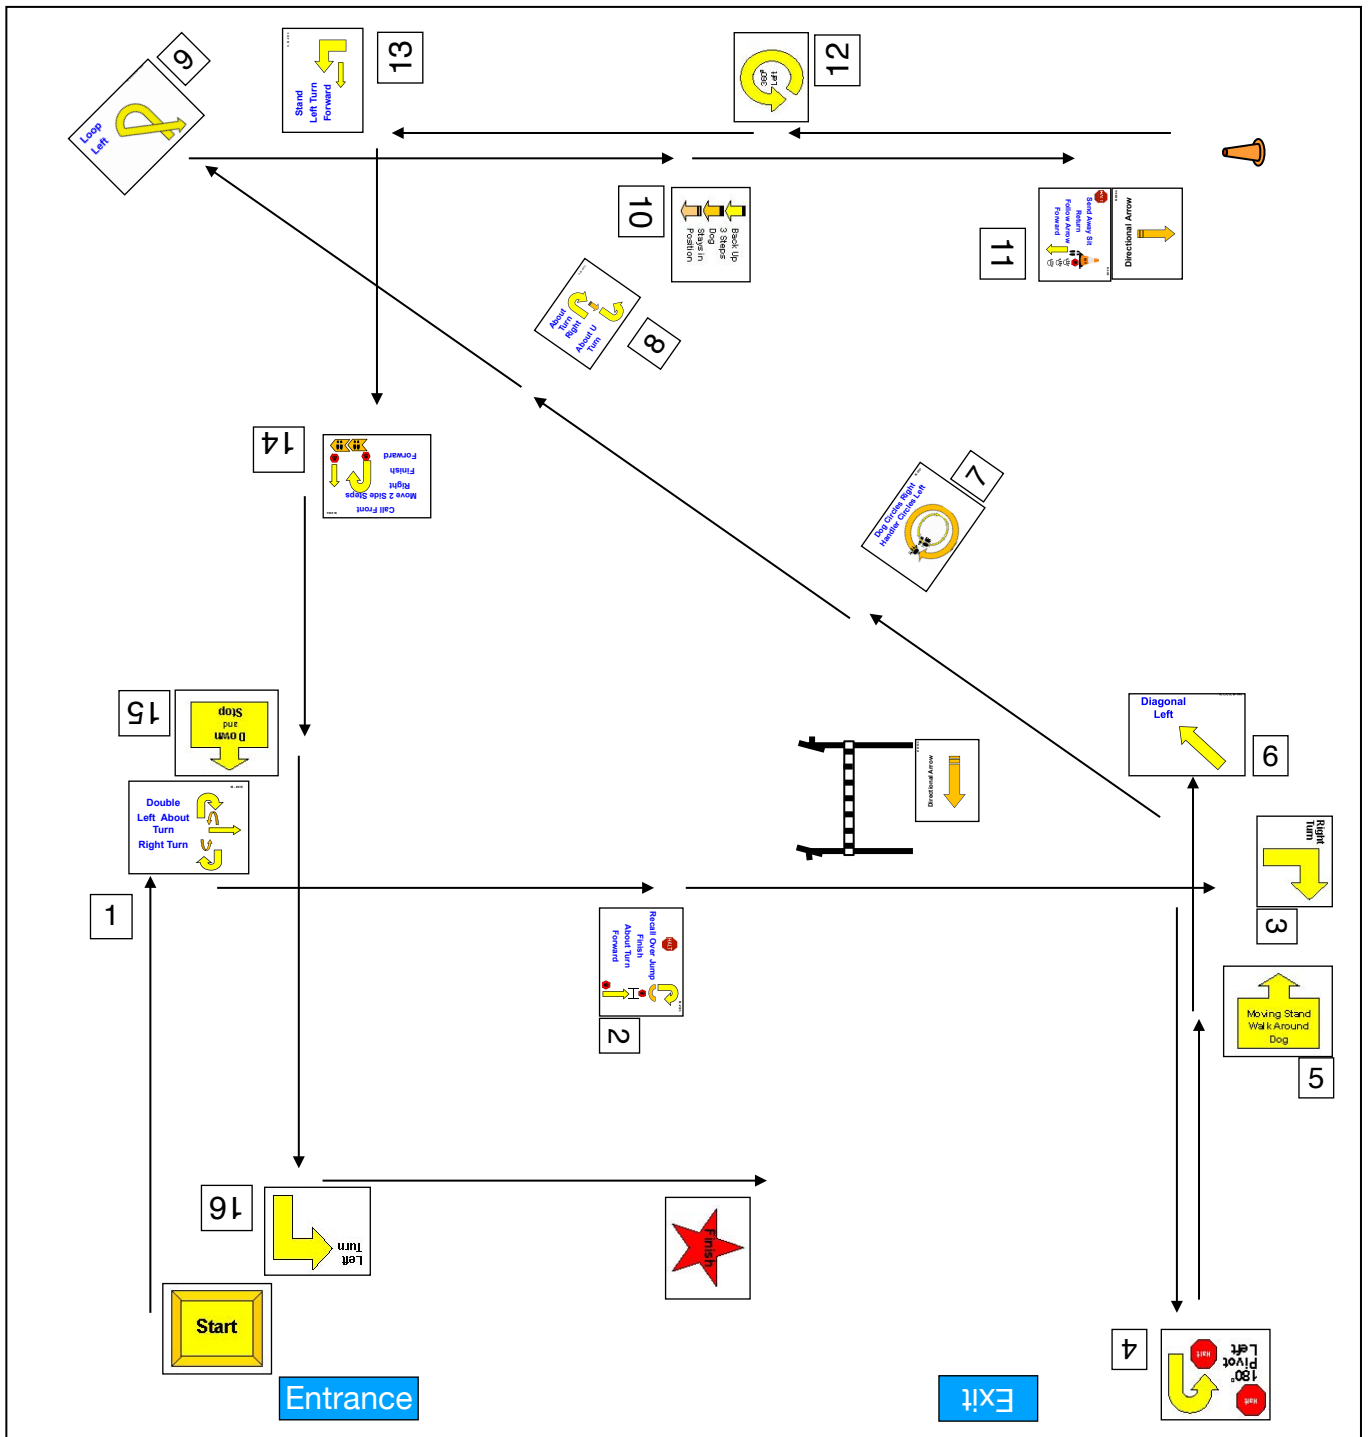 9
Loop
Left
Stand
Left Turn
Forward
13
360º
Left
12
10
Back Up
3 Steps
Dog
Stays in
Position
11
HALT
Send Away Sit
Return
Follow Arrow
Forward
Directional Arrow
About
Turn
Right
About U
Turn
8
14
Call Front
Move 2 Side Steps
Right
Finish
Forward
7
Dog Circles Right
Handler Circles Left
15
Down
and
Stop
Diagonal
Left
6
Directional Arrow
Double
Left About
Turn
Right Turn
1
Right
Turn
3
HALT
Recall Over Jump
Finish
About Turn
Forward
2
Moving Stand
Walk Around
Dog
5
16
Left
Turn
Finish
Start
4
Halt
180º
Pivot
Left
Halt
Entrance
Exit